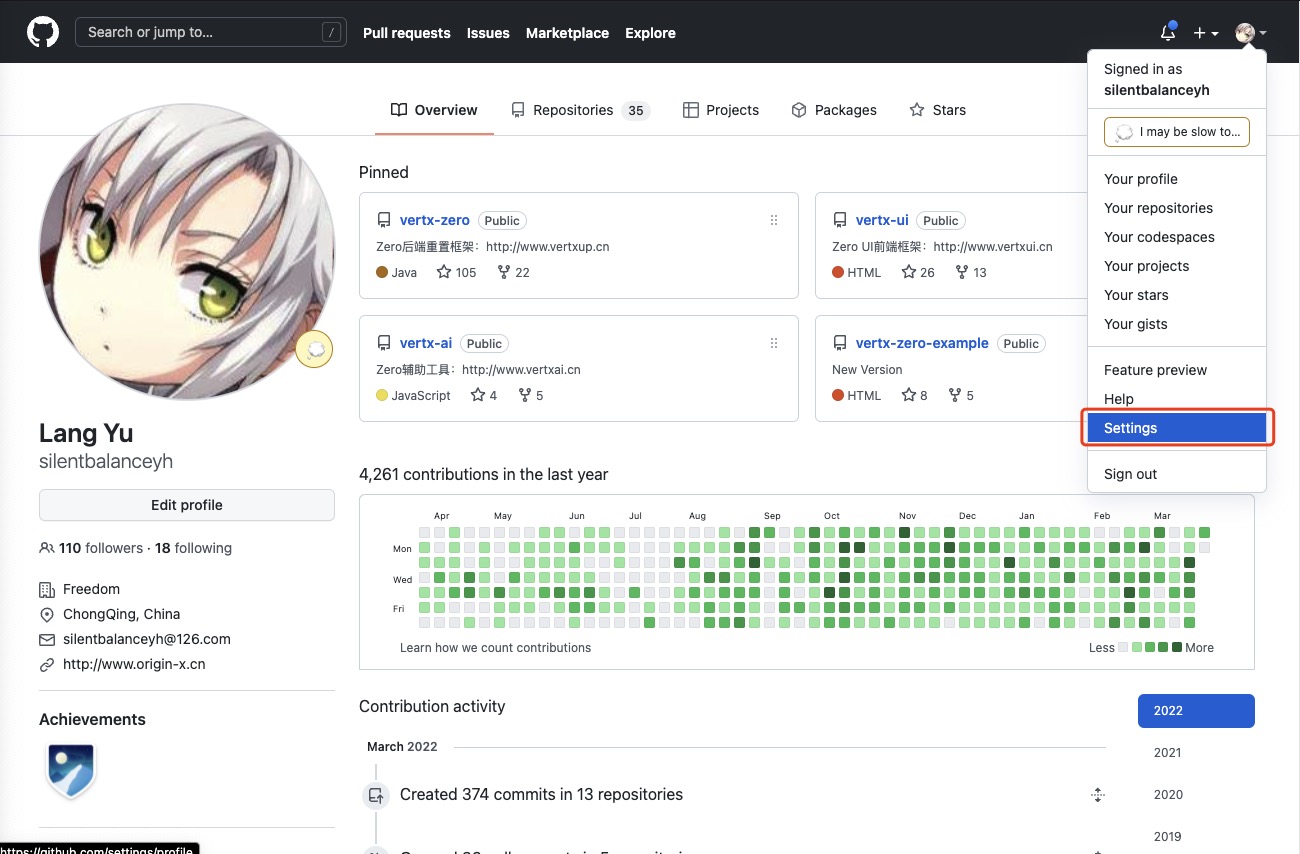 Search or jump to... /
Pull requests Issues Marketplace Explore
Signed in as
silentbalanceyh
I may be slow to...
Your profile
Your repositories
Your codespaces
Your projects
Your stars
Your gists
Feature preview
Help
Settings
Sign out
Overview Repositories 35 Projects Packages Stars
Lang Yu
silentbalanceyh
Edit profile
110 followers · 18 following
Freedom
ChongQing, China
silentbalanceyh@126.com
http://www.origin-x.cn
Achievements
Pinned
vertx-zero Public
Zero后端重置框架：http://www.vertxup.cn
Java 105 22
vertx-ui Public
Zero UI前端框架：http://www.vertxui.cn
HTML 26 13
vertx-ai Public
Zero辅助工具：http://www.vertxai.cn
JavaScript 4 5
vertx-zero-example Public
New Version
HTML 8 5
4,261 contributions in the last year
Apr May Jun Jul Aug Sep Oct Nov Dec Jan Feb Mar
Mon
Wed
Fri
Learn how we count contributions Less More
Contribution activity
2022
2021
2020
2019
March 2022
Created 374 commits in 13 repositories
https://github.com/settings/profile